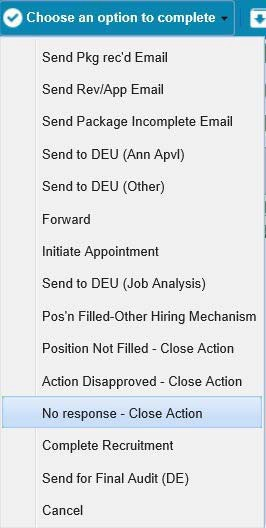 Choose an option to complete
Send Pkg rec'd Email
Send Rev/App Email
Send Package Incomplete Email
Send to DEU (Ann Apvl)
Send to DEU (Other)
Forward
Initiate Appointment
Send to DEU (Job Analysis)
Pos'n Filled-Other Hiring Mechanism
Position Not Filled - Close Action
Action Disapproved - Close Action
No response - Close Action
Complete Recruitment
Send for Final Audit (DE)
Cancel